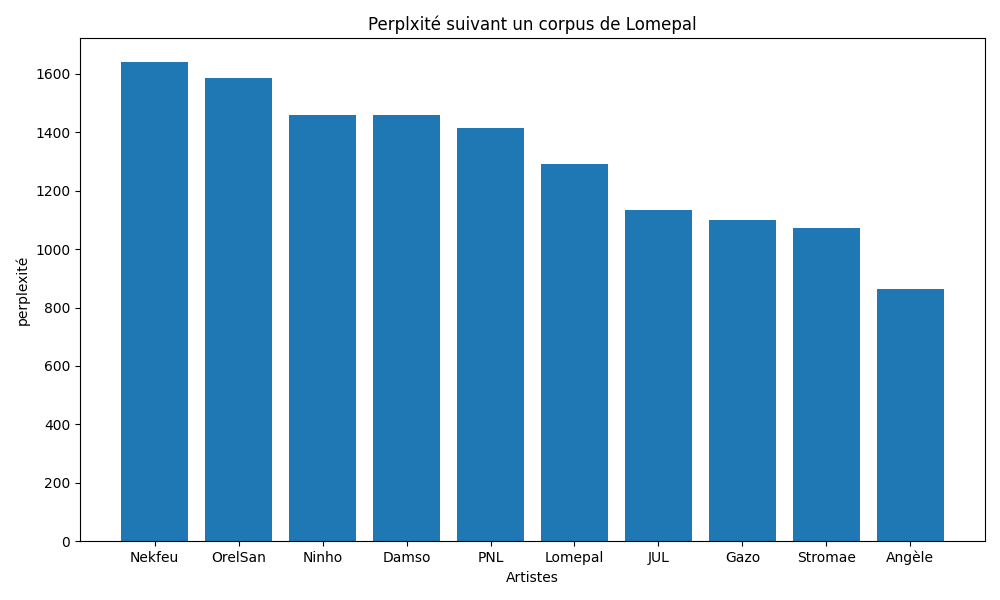 Perplxité suivant un corpus de Lomepal
perplexité
1600
1400
1200
1000
800
600
400
200
0
Nekfeu OrelSan Ninho Damso PNL Lomepal JUL Gazo Stromae Angèle
Artistes